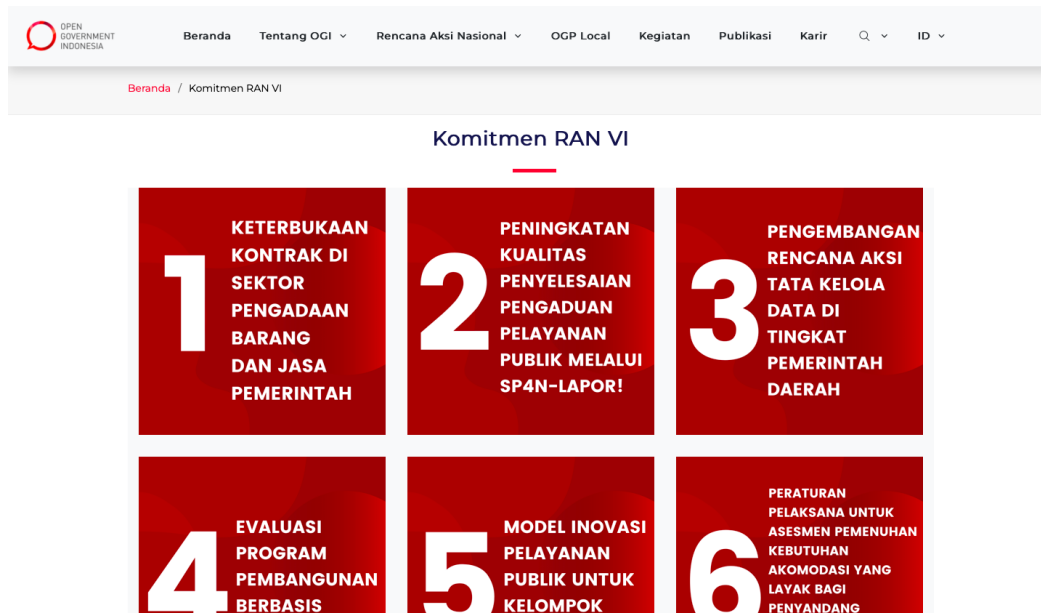 OPEN
GOVERNMENT
INDONESIA
Beranda Tentang OGI Rencana Aksi Nasional OGP Local Kegiatan Publikasi Karir ID
Beranda / Komitmen RAN VI
Komitmen RAN VI
1
KETERBUKAAN
KONTRAK DI
SEKTOR
PENGADAAN
BARANG
DAN JASA
PEMERINTAH
2
PENINGKATAN
KUALITAS
PENYELESAIAN
PENGADUAN
PELAYANAN
PUBLIK MELALUI
SP4N-LAPOR!
3
PENGEMBANGAN
RENCANA AKSI
TATA KELOLA
DATA DI
TINGKAT
PEMERINTAH
DAERAH
4
EVALUASI
PROGRAM
PEMBANGUNAN
BERBASIS
5
MODEL INOVASI
PELAYANAN
PUBLIK UNTUK
KELOMPOK
6
PERATURAN
PELAKSANA UNTUK
ASESMEN PEMENUHAN
KEBUTUHAN
AKOMODASI YANG
LAYAK BAGI
PENYANDANG